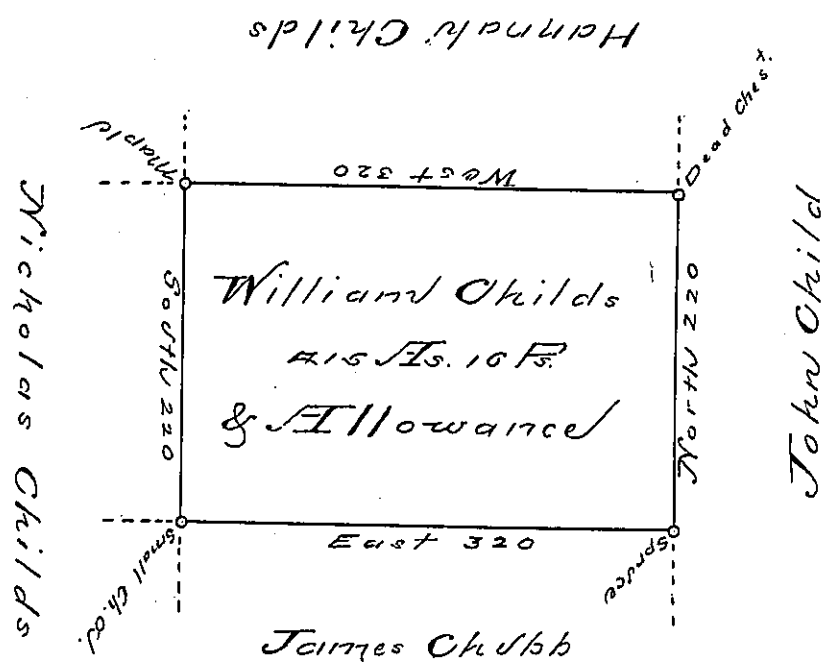 Hannah Childs
Maple
Dead Chest.
West 320
Nicholas Childs
South 220
William Childs
415 As. 15 Ps.
& Allowance
North 220
John Child
Small Ch. O.
East 320
Spruce
James Chubb